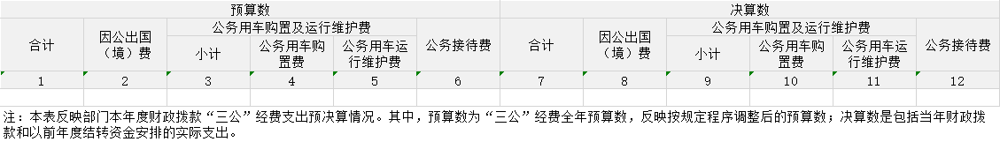 预算数 决算数
合计 因公出国（境）费 公务用车购置及运行维护费 公务接待费 合计 因公出国（境）费 公务用车购置及运行维护费 公务接待费
小计 公务用车购置费 公务用车运行维护费 小计 公务用车购置费 公务用车运行维护费
1 2 3 4 5 6 7 8 9 10 11 12
注：本表反映部门本年度财政拨款“三公”经费支出预决算情况。其中，预算数为“三公”经费全年预算数，反映按规定程序调整后的预算数；决算数是包括当年财政拨
款和以前年度结转资金安排的实际支出。